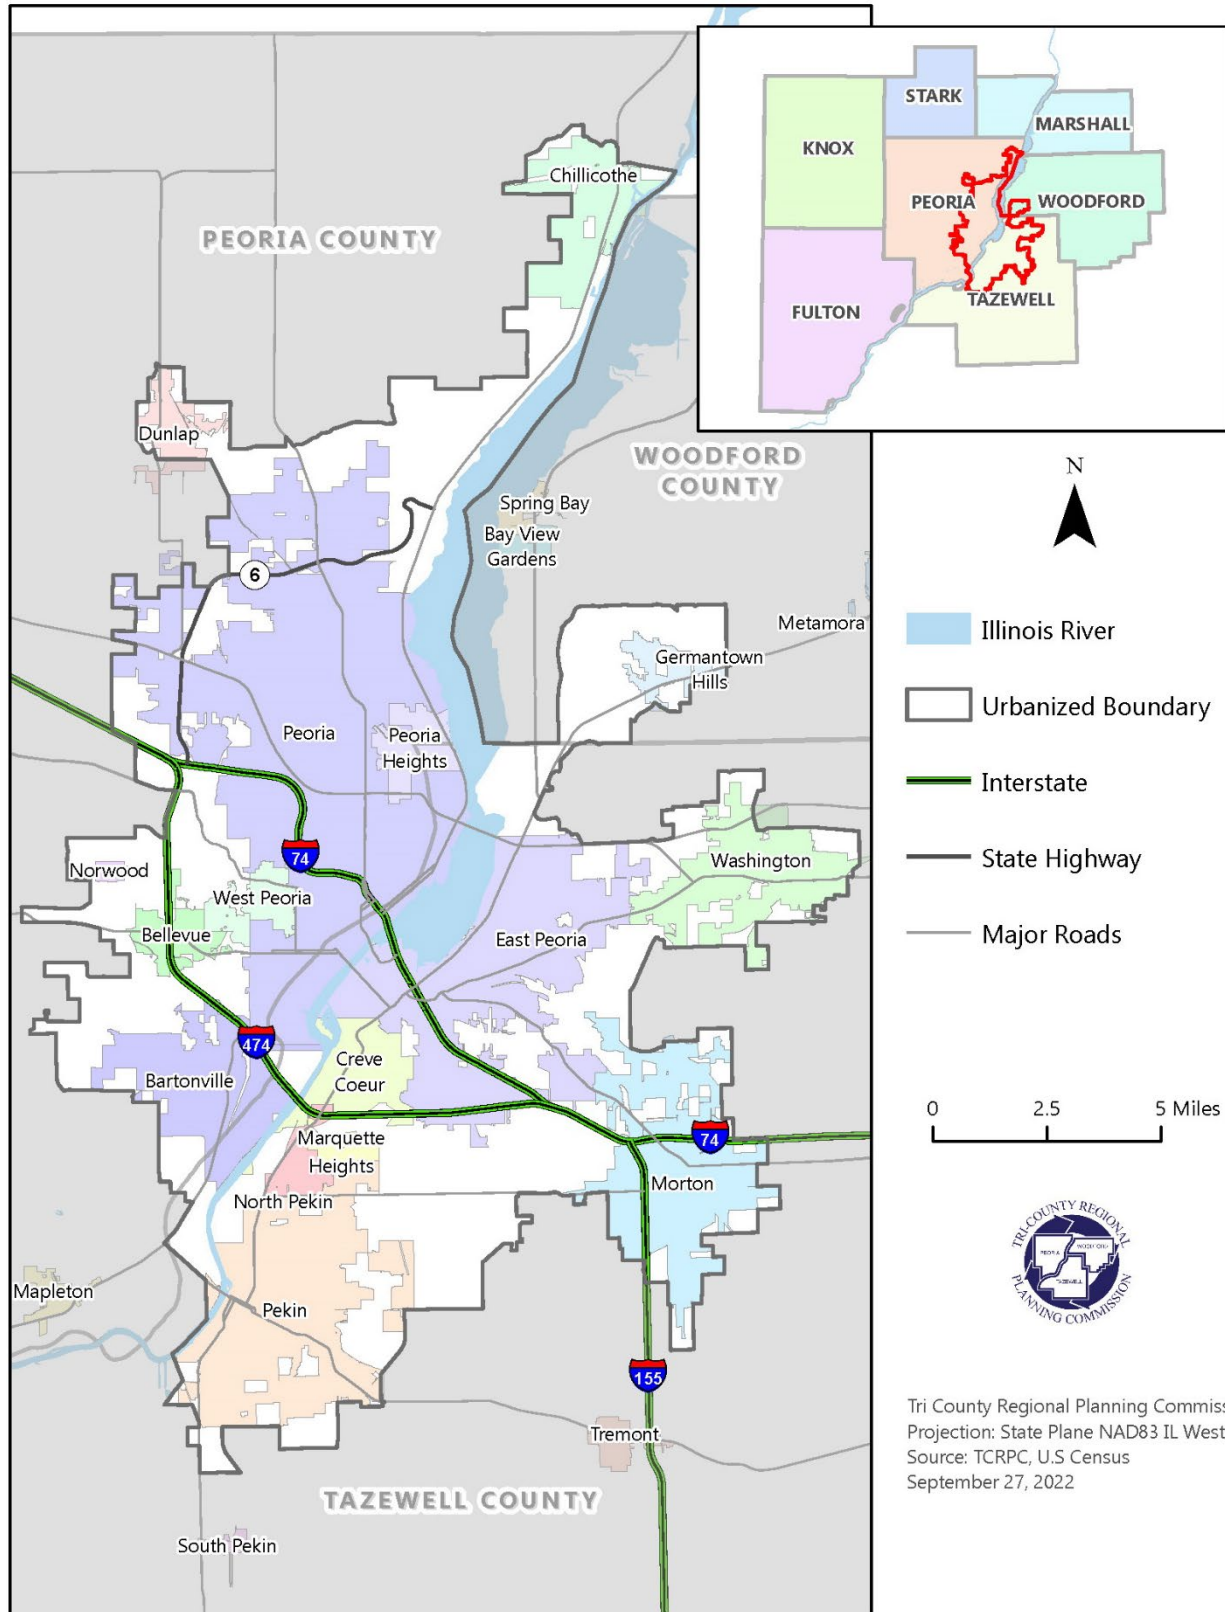 STARK
MARSHALL
KNOX
PEORIA
WOODFORD
FULTON
TAZEWELL
Chillicothe
PEORIA COUNTY
Dunlap
WOODFORD
COUNTY
Spring Bay
Bay View
Gardens
6
Metamora
Germantown
Hills
Peoria
Peoria
Heights
74
Norwood
West Peoria
Washington
Bellevue
East Peoria
474
Creve
Coeur
Bartonville
74
Marquette
Heights
Morton
North Pekin
Mapleton
Pekin
155
Tremont
TAZEWELL COUNTY
South Pekin
N
Illinois River
Urbanized Boundary
Interstate
State Highway
Major Roads
0 2.5 5 Miles
TRI-COUNTY REGIONAL
PEORIA
WOODFORD
TAZEWELL
PLANNING COMMISSION
Tri County Regional Planning Commiss
Projection: State Plane NAD83 IL West
Source: TCRPC, U.S Census
September 27, 2022